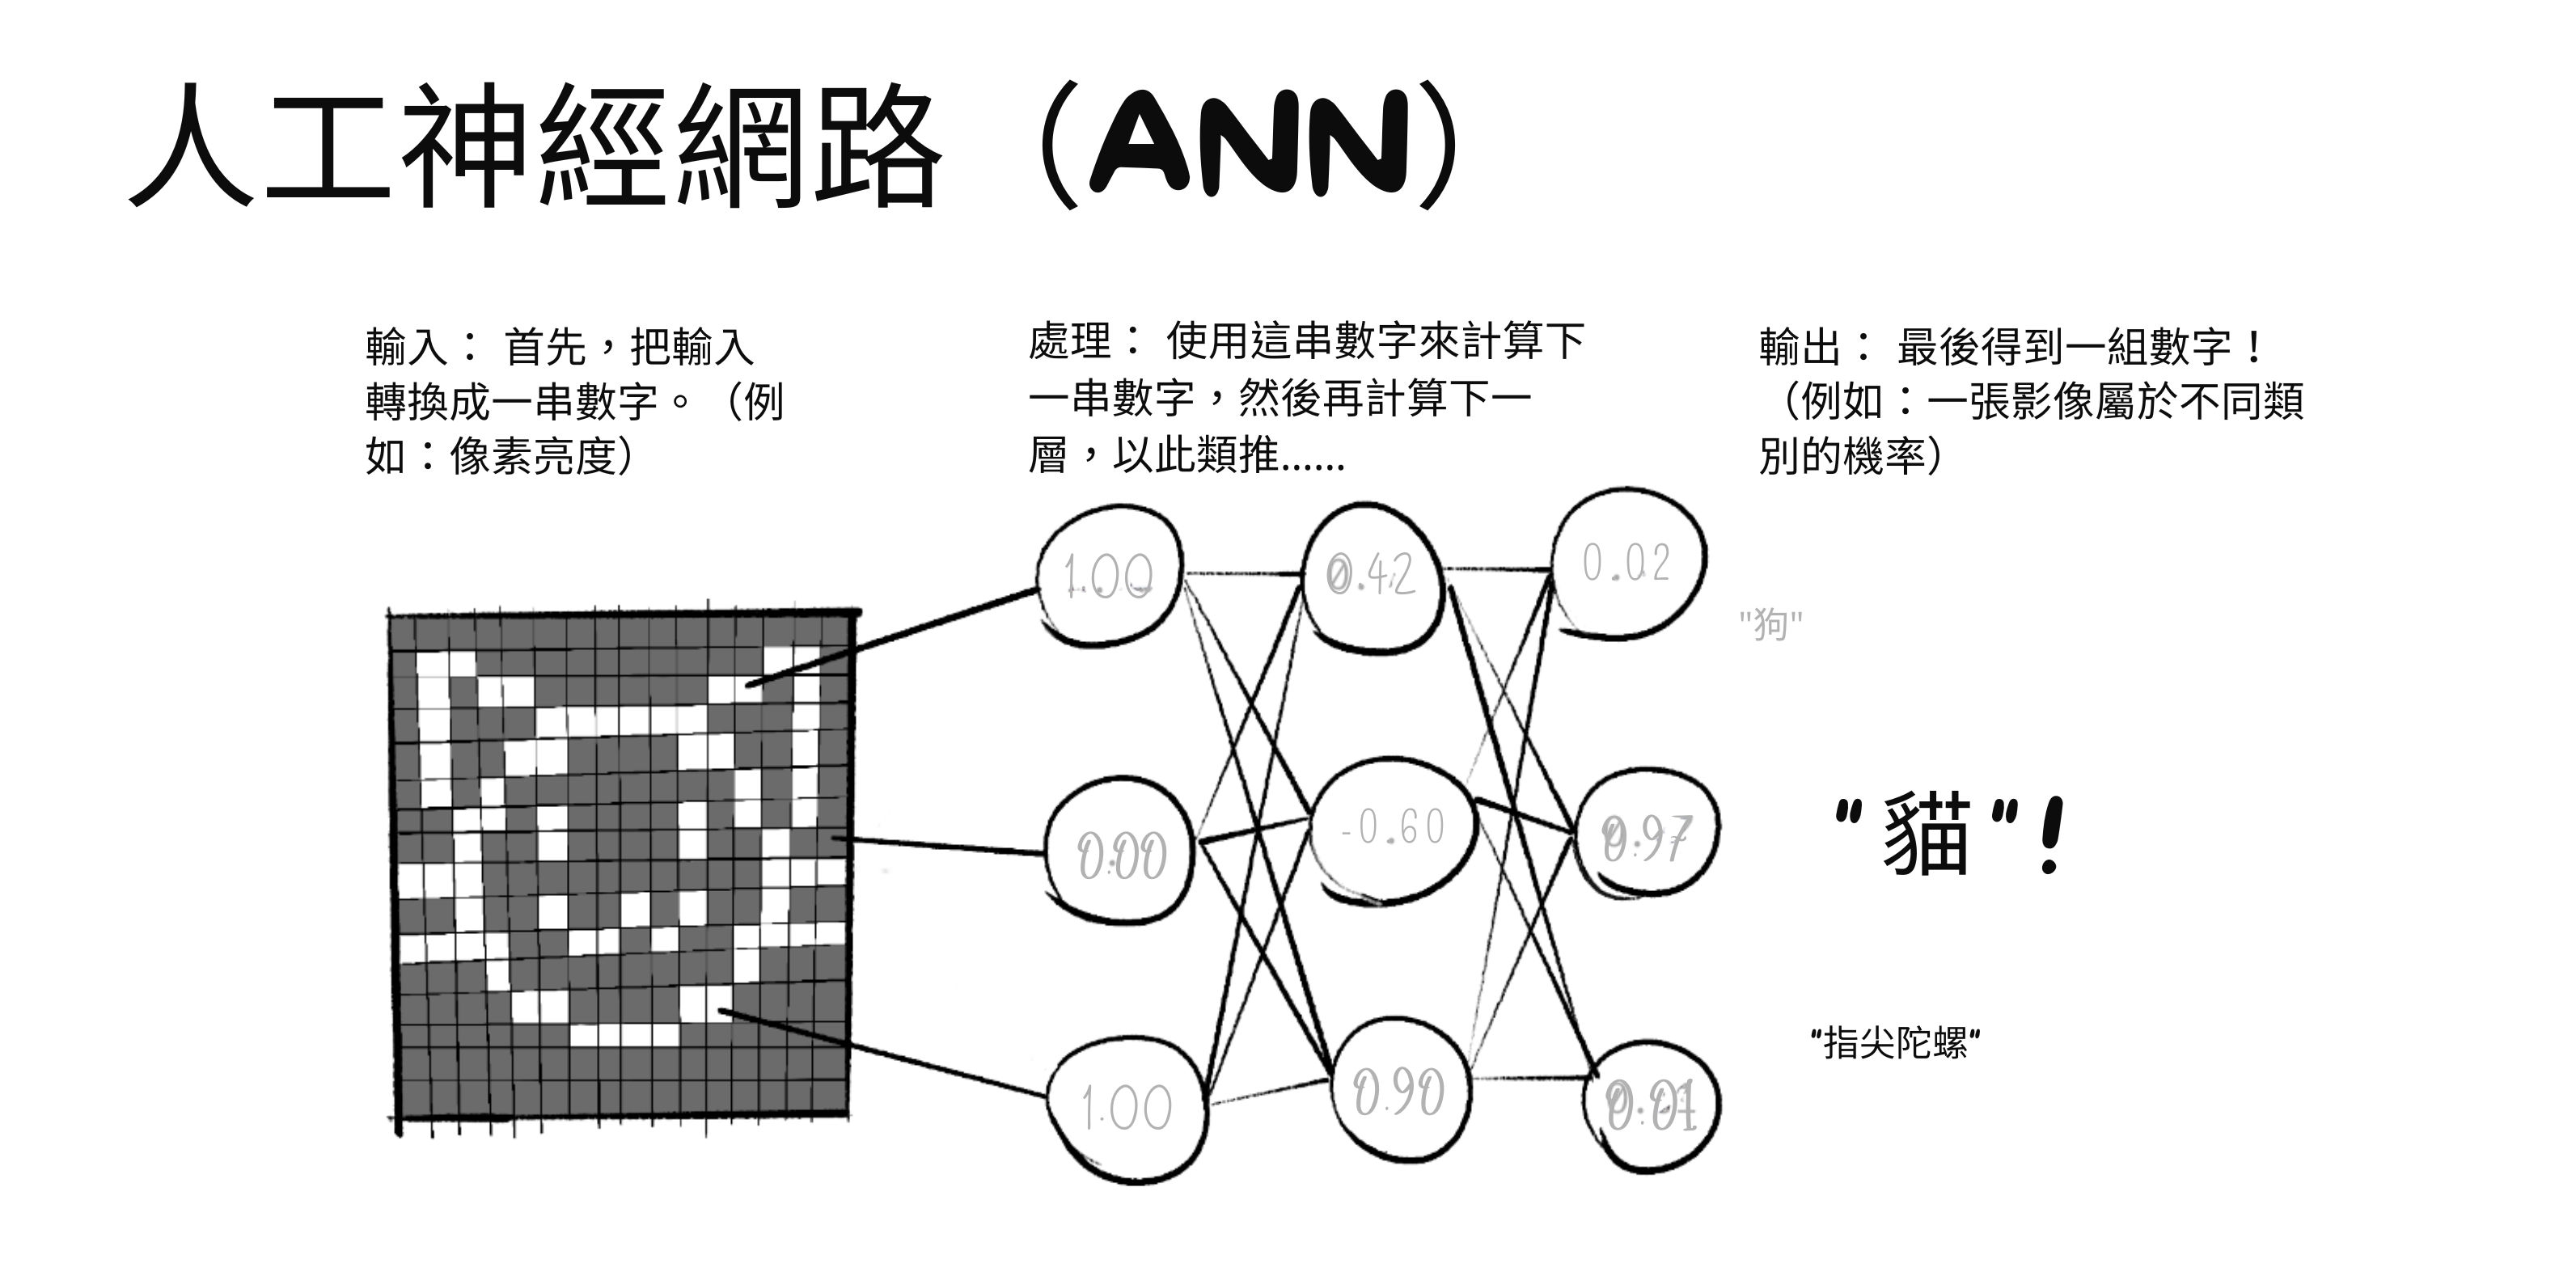 人工神經網路（ANN）
輸入： 首先，把輸入
轉換成一串數字。（例
如：像素亮度）
處理： 使用這串數字來計算下
一串數字，然後再計算下一
層，以此類推......
輸出： 最後得到一組數字！
（例如：一張影像屬於不同類
別的機率）
1.00
0.42
0.02
"狗"
0.00
-0.60
0.97
"貓"！
1.00
0.90
0.01
"指尖陀螺"